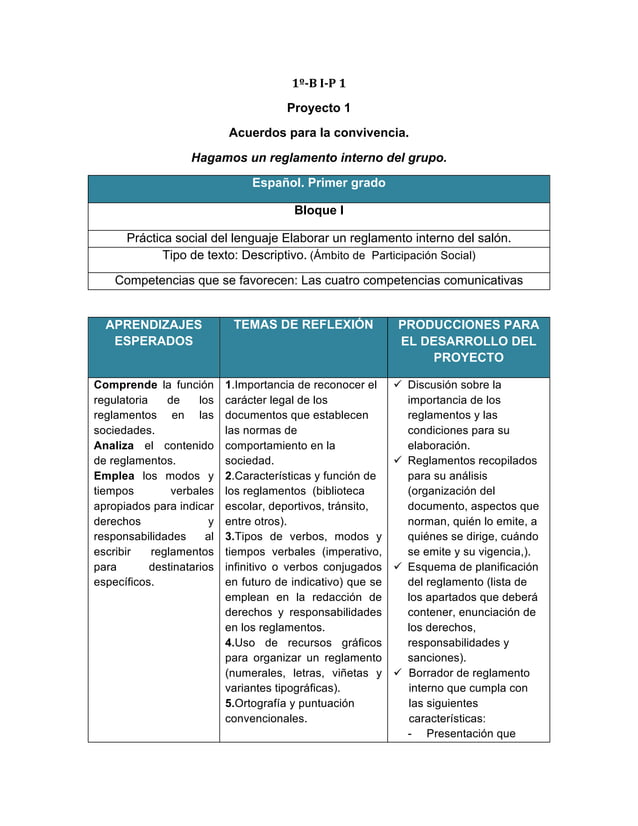 1º-B I-P 1
Proyecto 1
Acuerdos para la convivencia.
Hagamos un reglamento interno del grupo.
Español. Primer grado
Bloque I
Práctica social del lenguaje Elaborar un reglamento interno del salón.
Tipo de texto: Descriptivo. (Ámbito de  Participación Social)
Competencias que se favorecen: Las cuatro competencias comunicativas
APRENDIZAJES
ESPERADOS
TEMAS DE REFLEXIÓN
PRODUCCIONES PARA
EL DESARROLLO DEL
PROYECTO
Comprende la función
regulatoria de los
reglamentos en las
sociedades.
Analiza el contenido
de reglamentos.
Emplea los modos y
tiempos verbales
apropiados para indicar
derechos y
responsabilidades al
escribir reglamentos
para destinatarios
específicos.
1.Importancia de reconocer el
carácter legal de los
documentos que establecen
las normas de
comportamiento en la
sociedad.
2.Características y función de
los reglamentos (biblioteca
escolar, deportivos, tránsito,
entre otros).
3.Tipos de verbos, modos y
tiempos verbales (imperativo,
infinitivo o verbos conjugados
en futuro de indicativo) que se
emplean en la redacción de
derechos y responsabilidades
en los reglamentos.
4.Uso de recursos gráficos
para organizar un reglamento
(numerales, letras, viñetas y
variantes tipográficas).
5.Ortografía y puntuación
convencionales.
✓ Discusión sobre la
importancia de los
reglamentos y las
condiciones para su
elaboración.
✓ Reglamentos recopilados
para su análisis
(organización del
documento, aspectos que
norman, quién lo emite, a
quiénes se dirige, cuándo
se emite y su vigencia,).
✓ Esquema de planificación
del reglamento (lista de
los apartados que deberá
contener, enunciación de
los derechos,
responsabilidades y
sanciones).
✓ Borrador de reglamento
interno que cumpla con
las siguientes
características:
- Presentación que